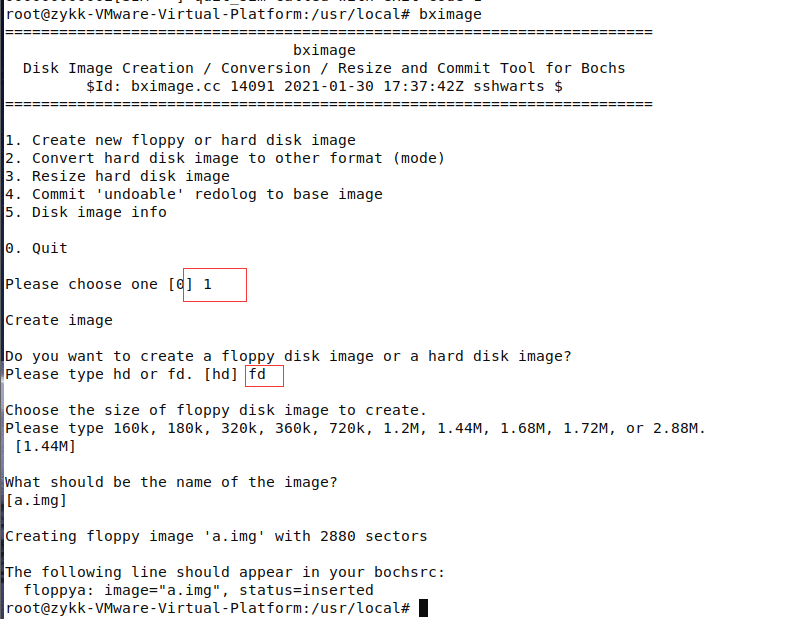 root@zykk-VMware-Virtual-Platform:/usr/local# bximage
========================================================================
bximage
Disk Image Creation / Conversion / Resize and Commit Tool for Bochs
$Id: bximage.cc 14091 2021-01-30 17:37:42Z sshwarts $
========================================================================
1. Create new floppy or hard disk image
2. Convert hard disk image to other format (mode)
3. Resize hard disk image
4. Commit 'undoable' redolog to base image
5. Disk image info
0. Quit
Please choose one [0] 1
Create image
Do you want to create a floppy disk image or a hard disk image?
Please type hd or fd. [hd] fd
Choose the size of floppy disk image to create.
Please type 160k, 180k, 320k, 360k, 720k, 1.2M, 1.44M, 1.68M, 1.72M, or 2.88M.
[1.44M]
What should be the name of the image?
[a.img]
Creating floppy image 'a.img' with 2880 sectors
The following line should appear in your bochsrc:
floppya: image="a.img", status=inserted
root@zykk-VMware-Virtual-Platform:/usr/local#